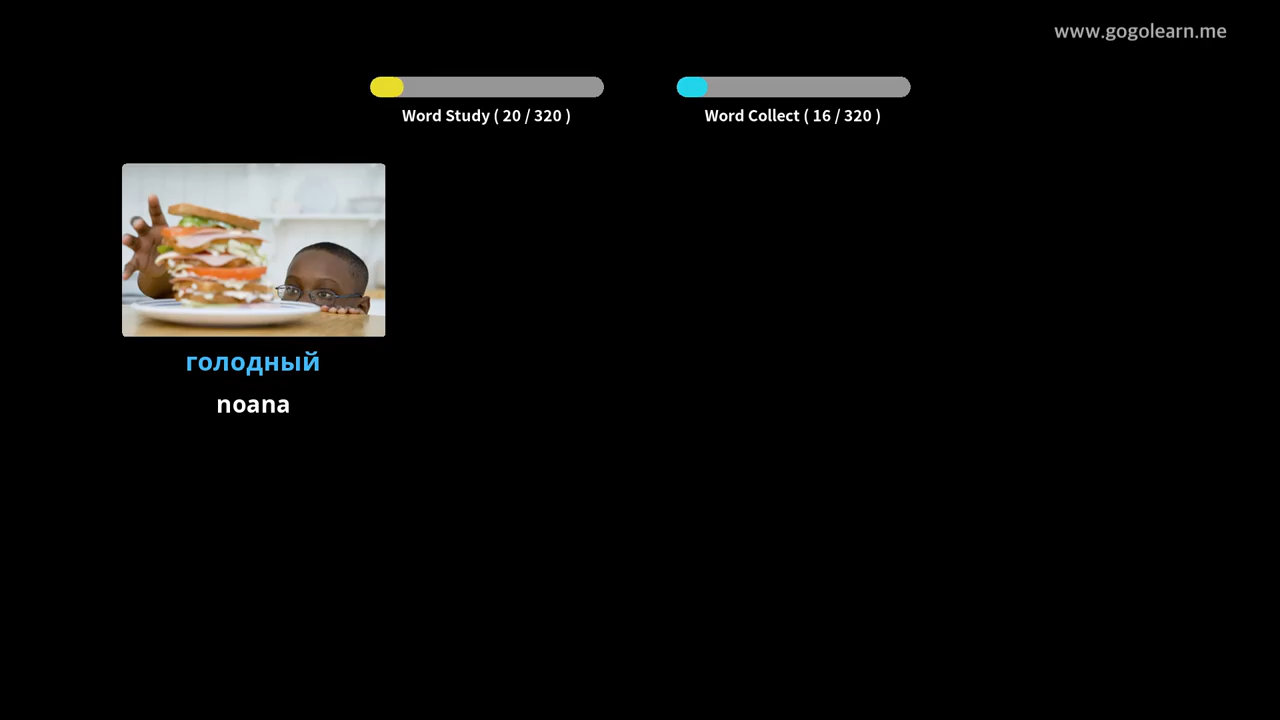 www.gogolearn.me
Word Study ( 20 / 320 )
Word Collect ( 16 / 320 )
голодный
noana